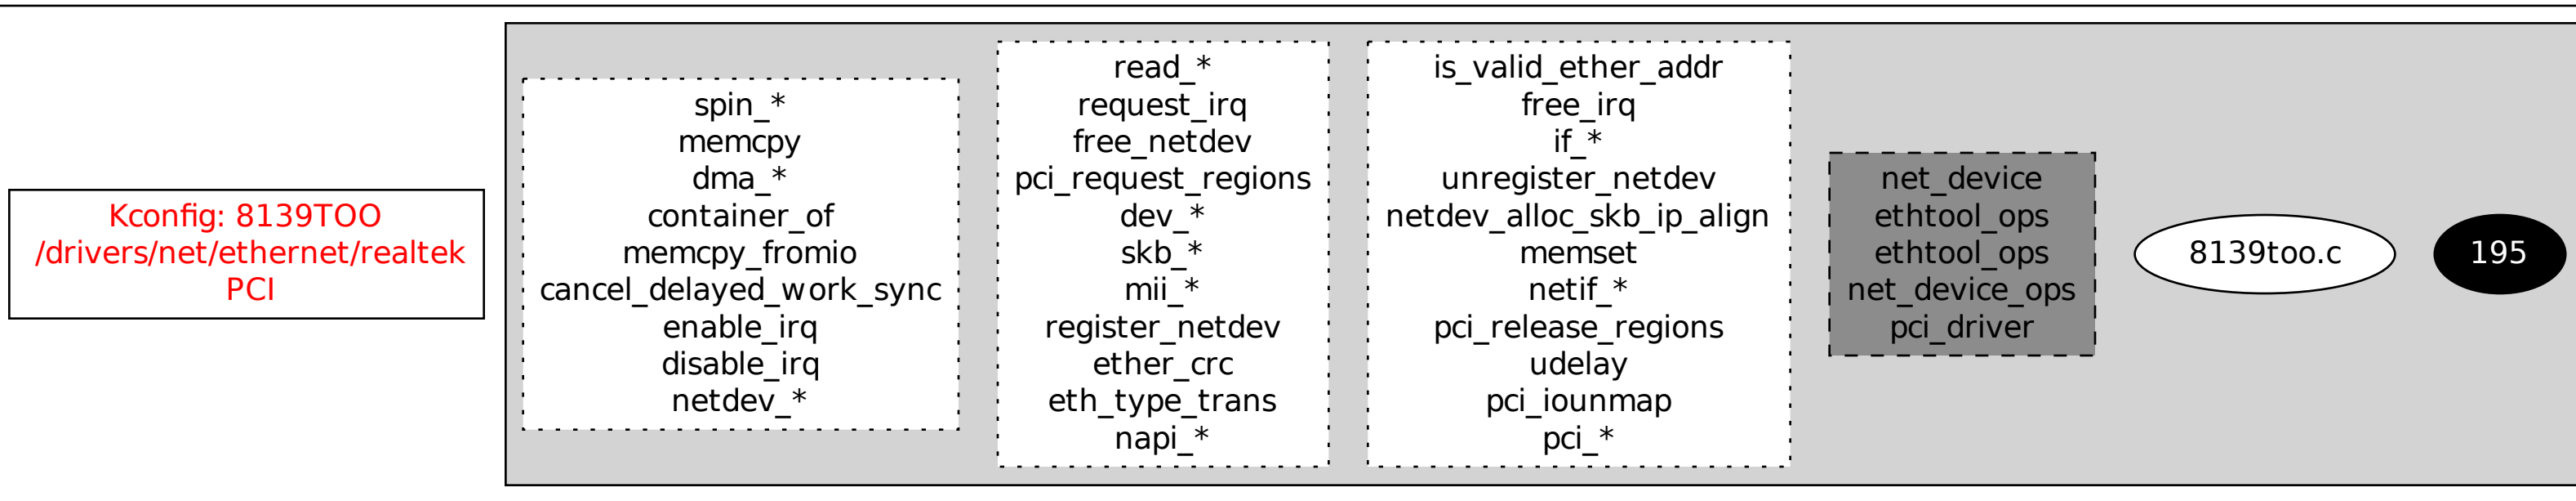 Kconfig: 8139TOO
/drivers/net/ethernet/realtek
PCI
spin_*
memcpy
dma_*
container_of
memcpy_fromio
cancel_delayed_work_sync
enable_irq
disable_irq
netdev_*
read_*
request_irq
free_netdev
pci_request_regions
dev_*
skb_*
mii_*
register_netdev
ether_crc
eth_type_trans
napi_*
is_valid_ether_addr
free_irq
if_*
unregister_netdev
netdev_alloc_skb_ip_align
memset
netif_*
pci_release_regions
udelay
pci_iounmap
pci_*
net_device
ethtool_ops
ethtool_ops
net_device_ops
pci_driver
8139too.c
195